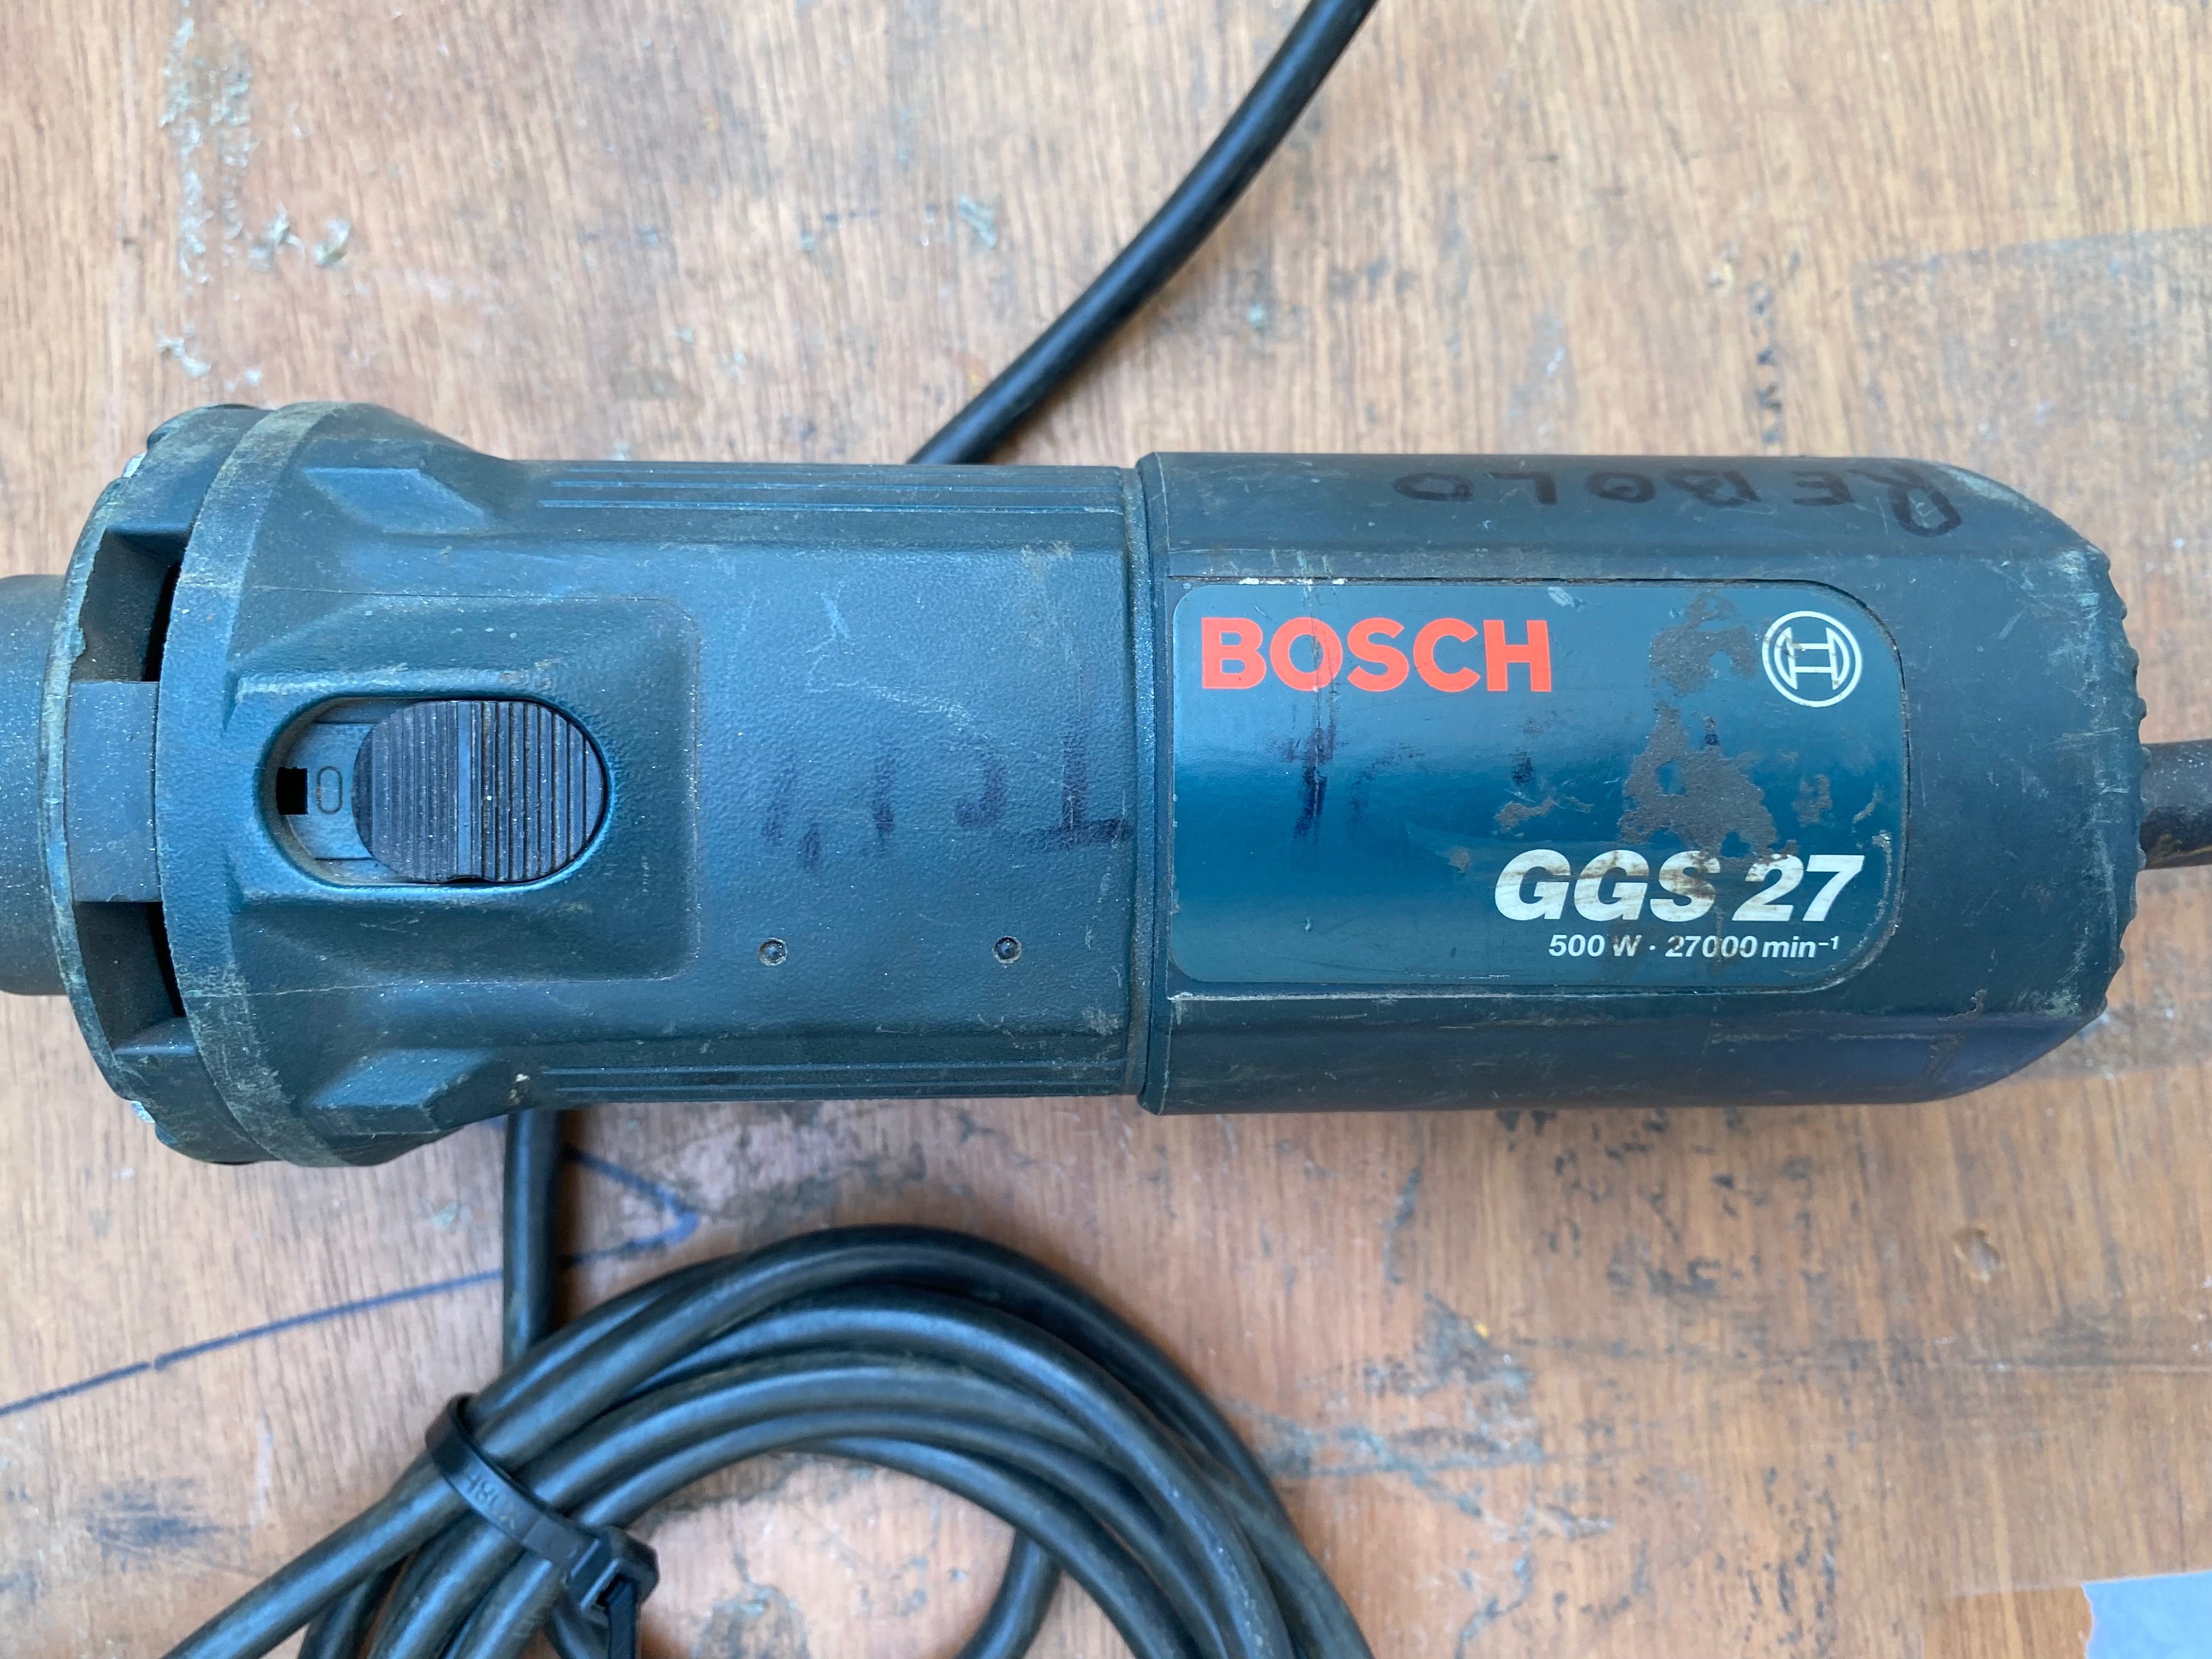 REBOLO
BOSCH
GGS 27
500 W · 27000 min⁻¹
0